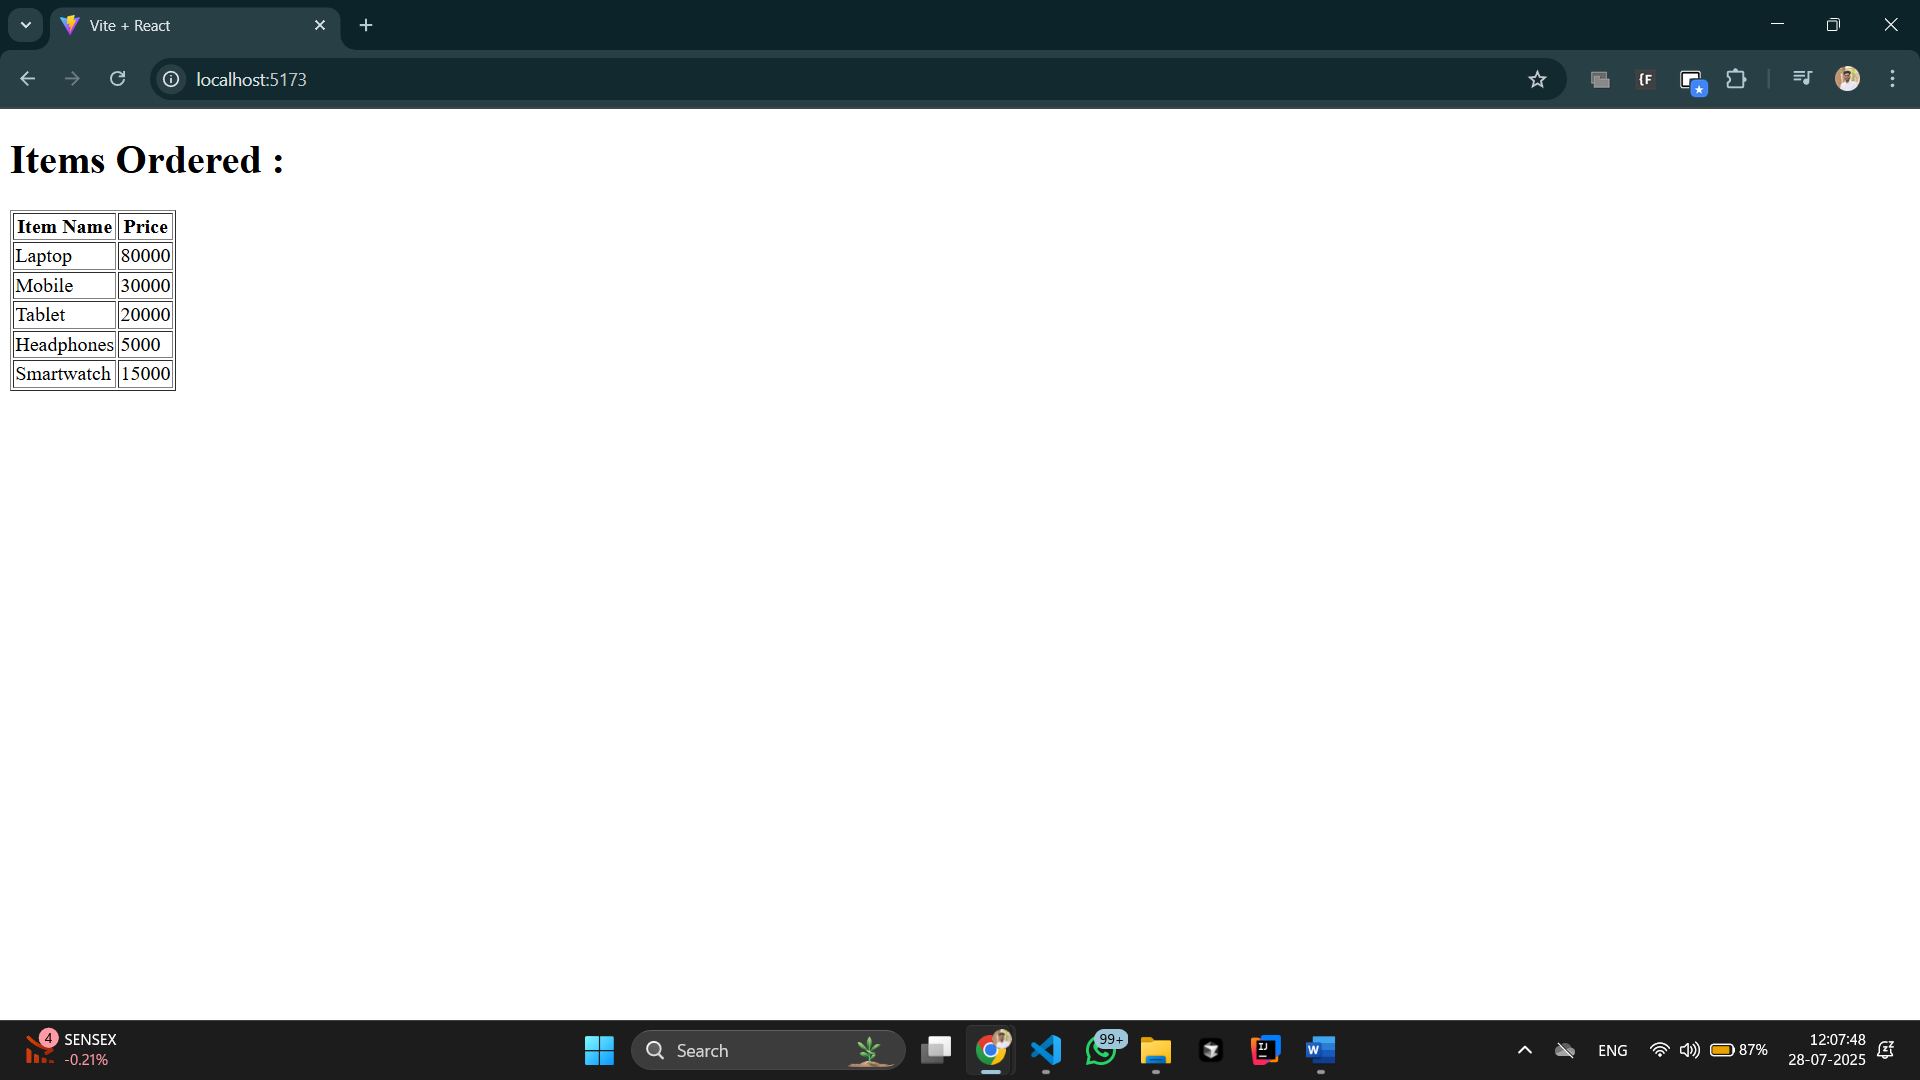 Vite + React
localhost:5173
{F
Items Ordered :
Item Name Price
Laptop 80000
Mobile 30000
Tablet 20000
Headphones 5000
Smartwatch 15000
4 SENSEX
-0.21%
Search
99+
IJ
W
ENG
87%
12:07:48
28-07-2025